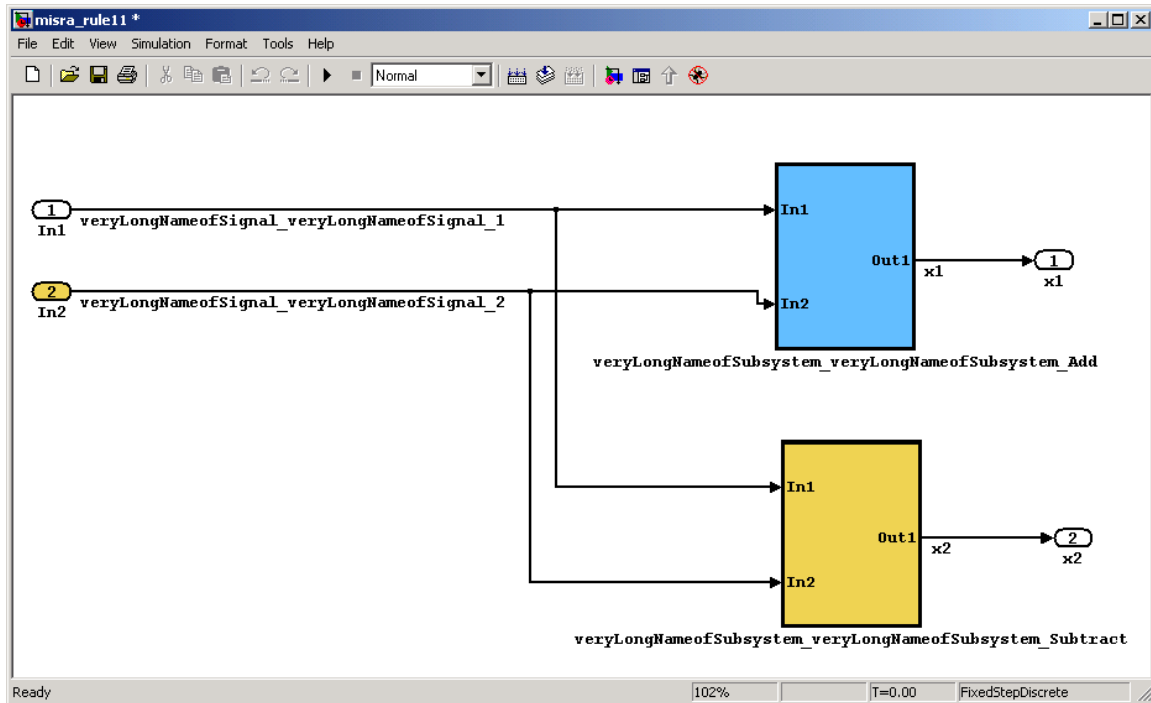 misra_rule11 *
File Edit View Simulation Format Tools Help
Normal
1
In1
veryLongNameofSignal_veryLongNameofSignal_1
In1
Out1
x1
1
x1
2
In2
veryLongNameofSignal_veryLongNameofSignal_2
In2
veryLongNameofSubsystem_veryLongNameofSubsystem_Add
In1
Out1
x2
2
x2
In2
veryLongNameofSubsystem_veryLongNameofSubsystem_Subtract
Ready 102% T=0.00 FixedStepDiscrete